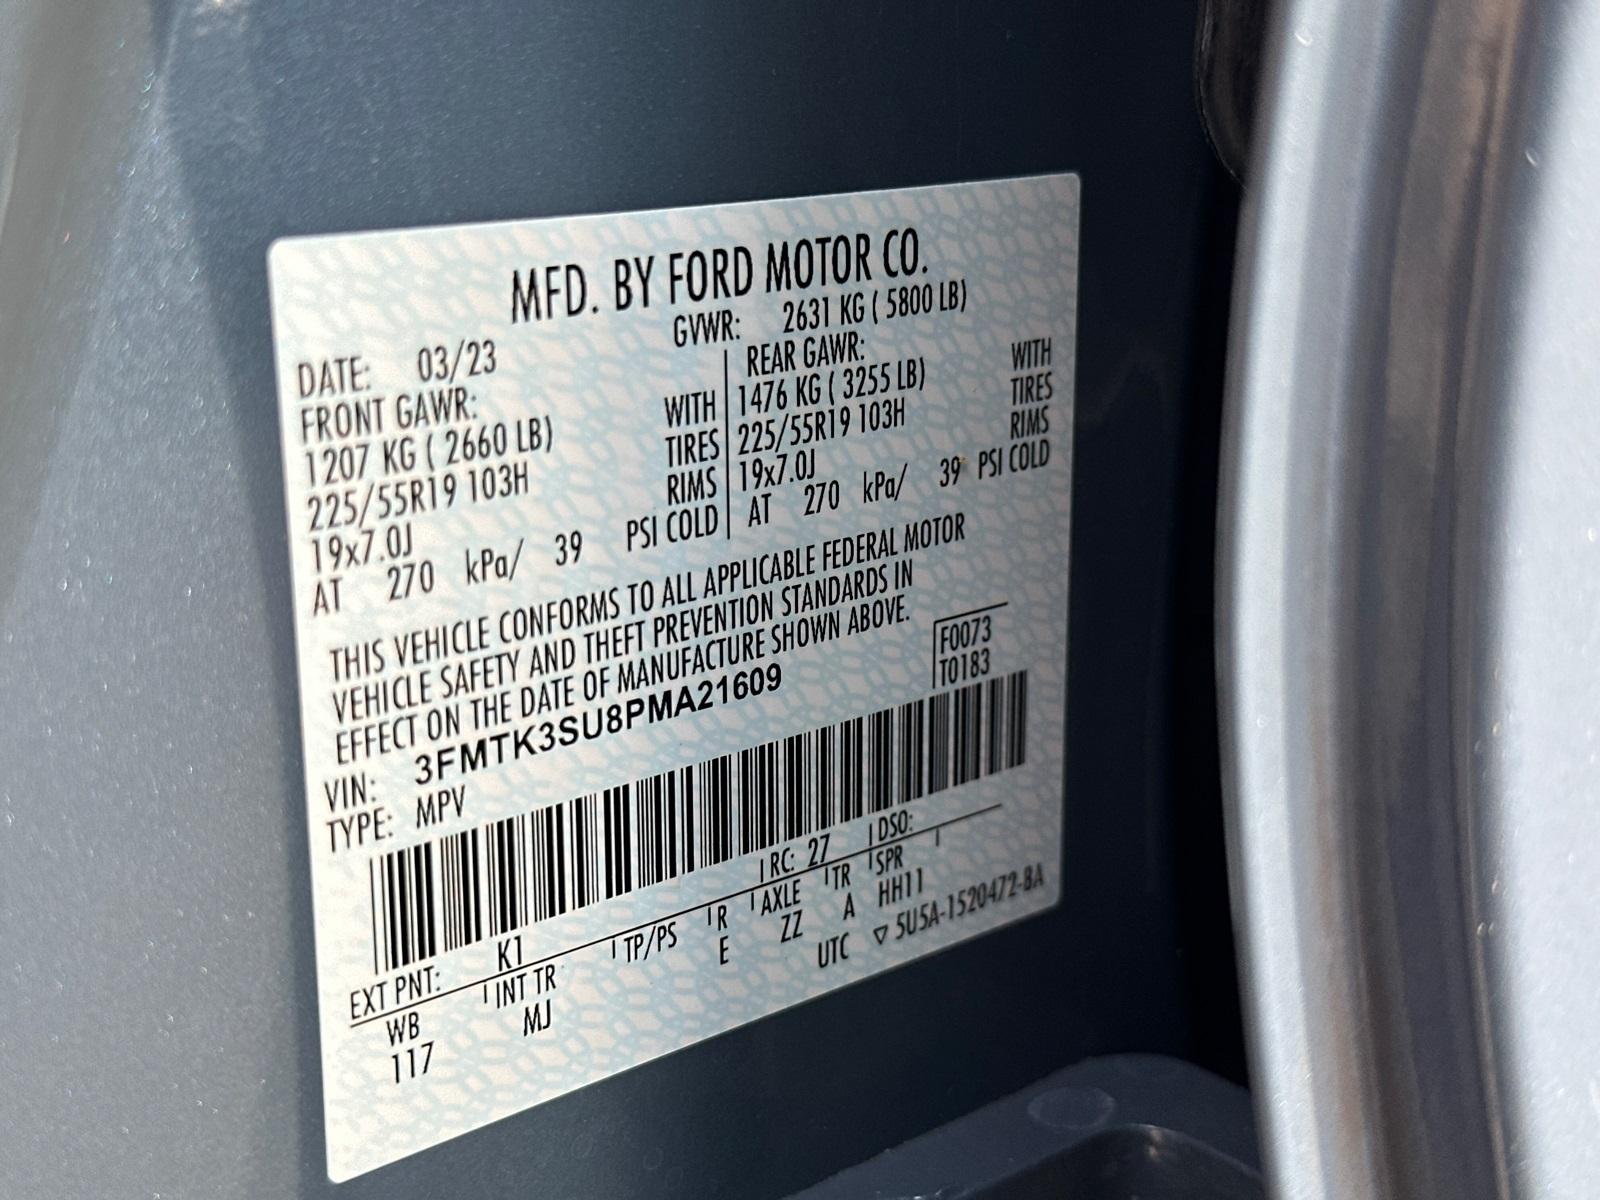 MFD. BY FORD MOTOR CO.
DATE: 03/23 GVWR: 2631 KG ( 5800 LB)
FRONT GAWR: REAR GAWR:
1207 KG ( 2660 LB) WITH 1476 KG ( 3255 LB) WITH
225/55R19 103H TIRES 225/55R19 103H TIRES
19x7.0J RIMS 19x7.0J RIMS
AT 270 kPa/ 39 PSI COLD AT 270 kPa/ 39 PSI COLD
THIS VEHICLE CONFORMS TO ALL APPLICABLE FEDERAL MOTOR
VEHICLE SAFETY AND THEFT PREVENTION STANDARDS IN
EFFECT ON THE DATE OF MANUFACTURE SHOWN ABOVE.
F0073
T0183
VIN: 3FMTK3SU8PMA21609
TYPE: MPV
EXT PNT: K1 RC: 27 DSO:
WB INT TR TP/PS R AXLE TR SPR
117 MJ E ZZ A HH11
UTC ▽ 5U5A-1520472-BA